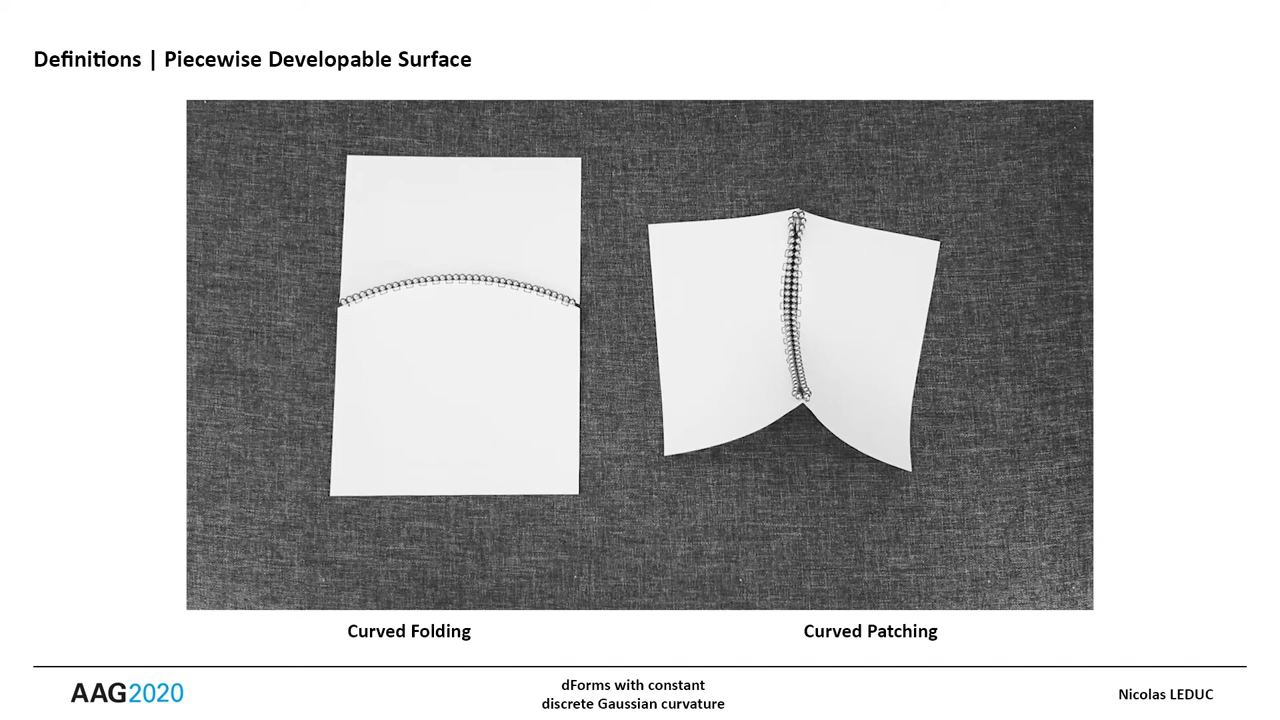 Definitions | Piecewise Developable Surface
Curved Folding
Curved Patching
AAG2020
dForms with constant
discrete Gaussian curvature
Nicolas LEDUC